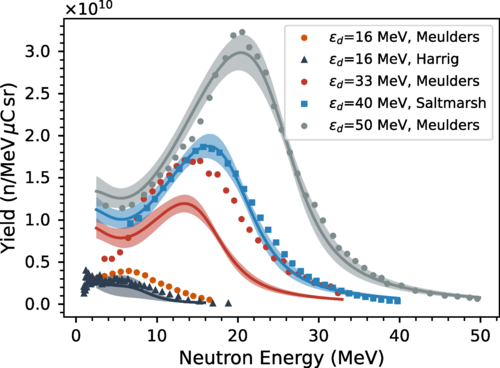 ×10¹⁰
3.0
2.5
2.0
1.5
1.0
0.5
0.0
Yield (n/MeV μC sr)
ε_d=16 MeV, Meulders
ε_d=16 MeV, Harrig
ε_d=33 MeV, Meulders
ε_d=40 MeV, Saltmarsh
ε_d=50 MeV, Meulders
0 10 20 30 40 50
Neutron Energy (MeV)